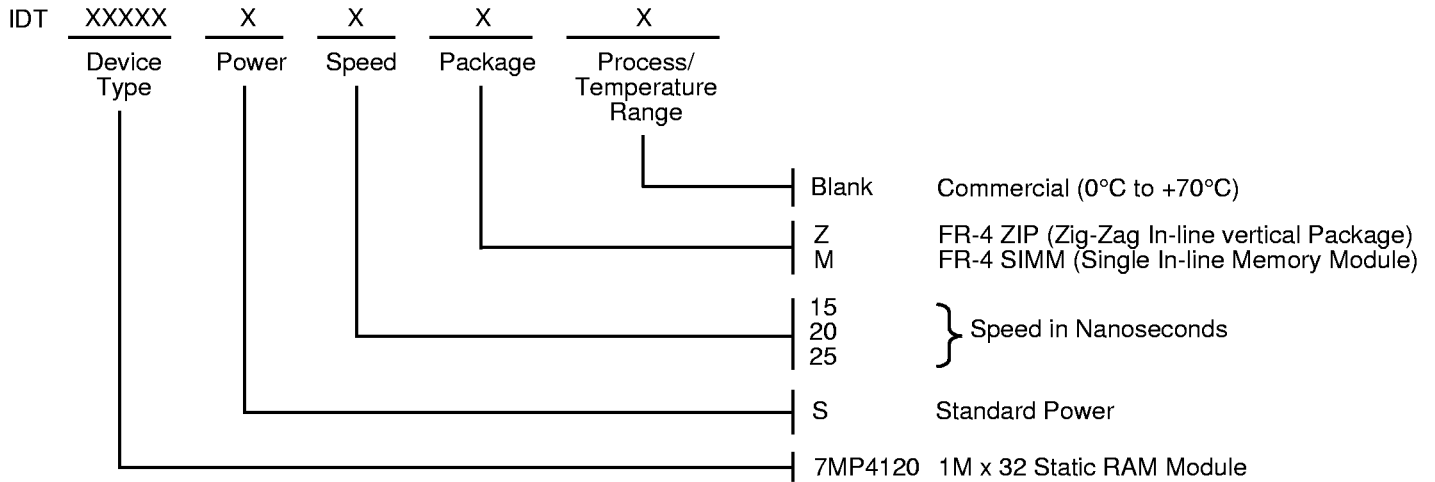 IDT XXXXX X X X X
Device Type Power Speed Package Process/ Temperature Range
Blank Commercial (0°C to +70°C)
Z FR-4 ZIP (Zig-Zag In-line vertical Package)
M FR-4 SIMM (Single In-line Memory Module)
15
20 Speed in Nanoseconds
25
S Standard Power
7MP4120 1M x 32 Static RAM Module